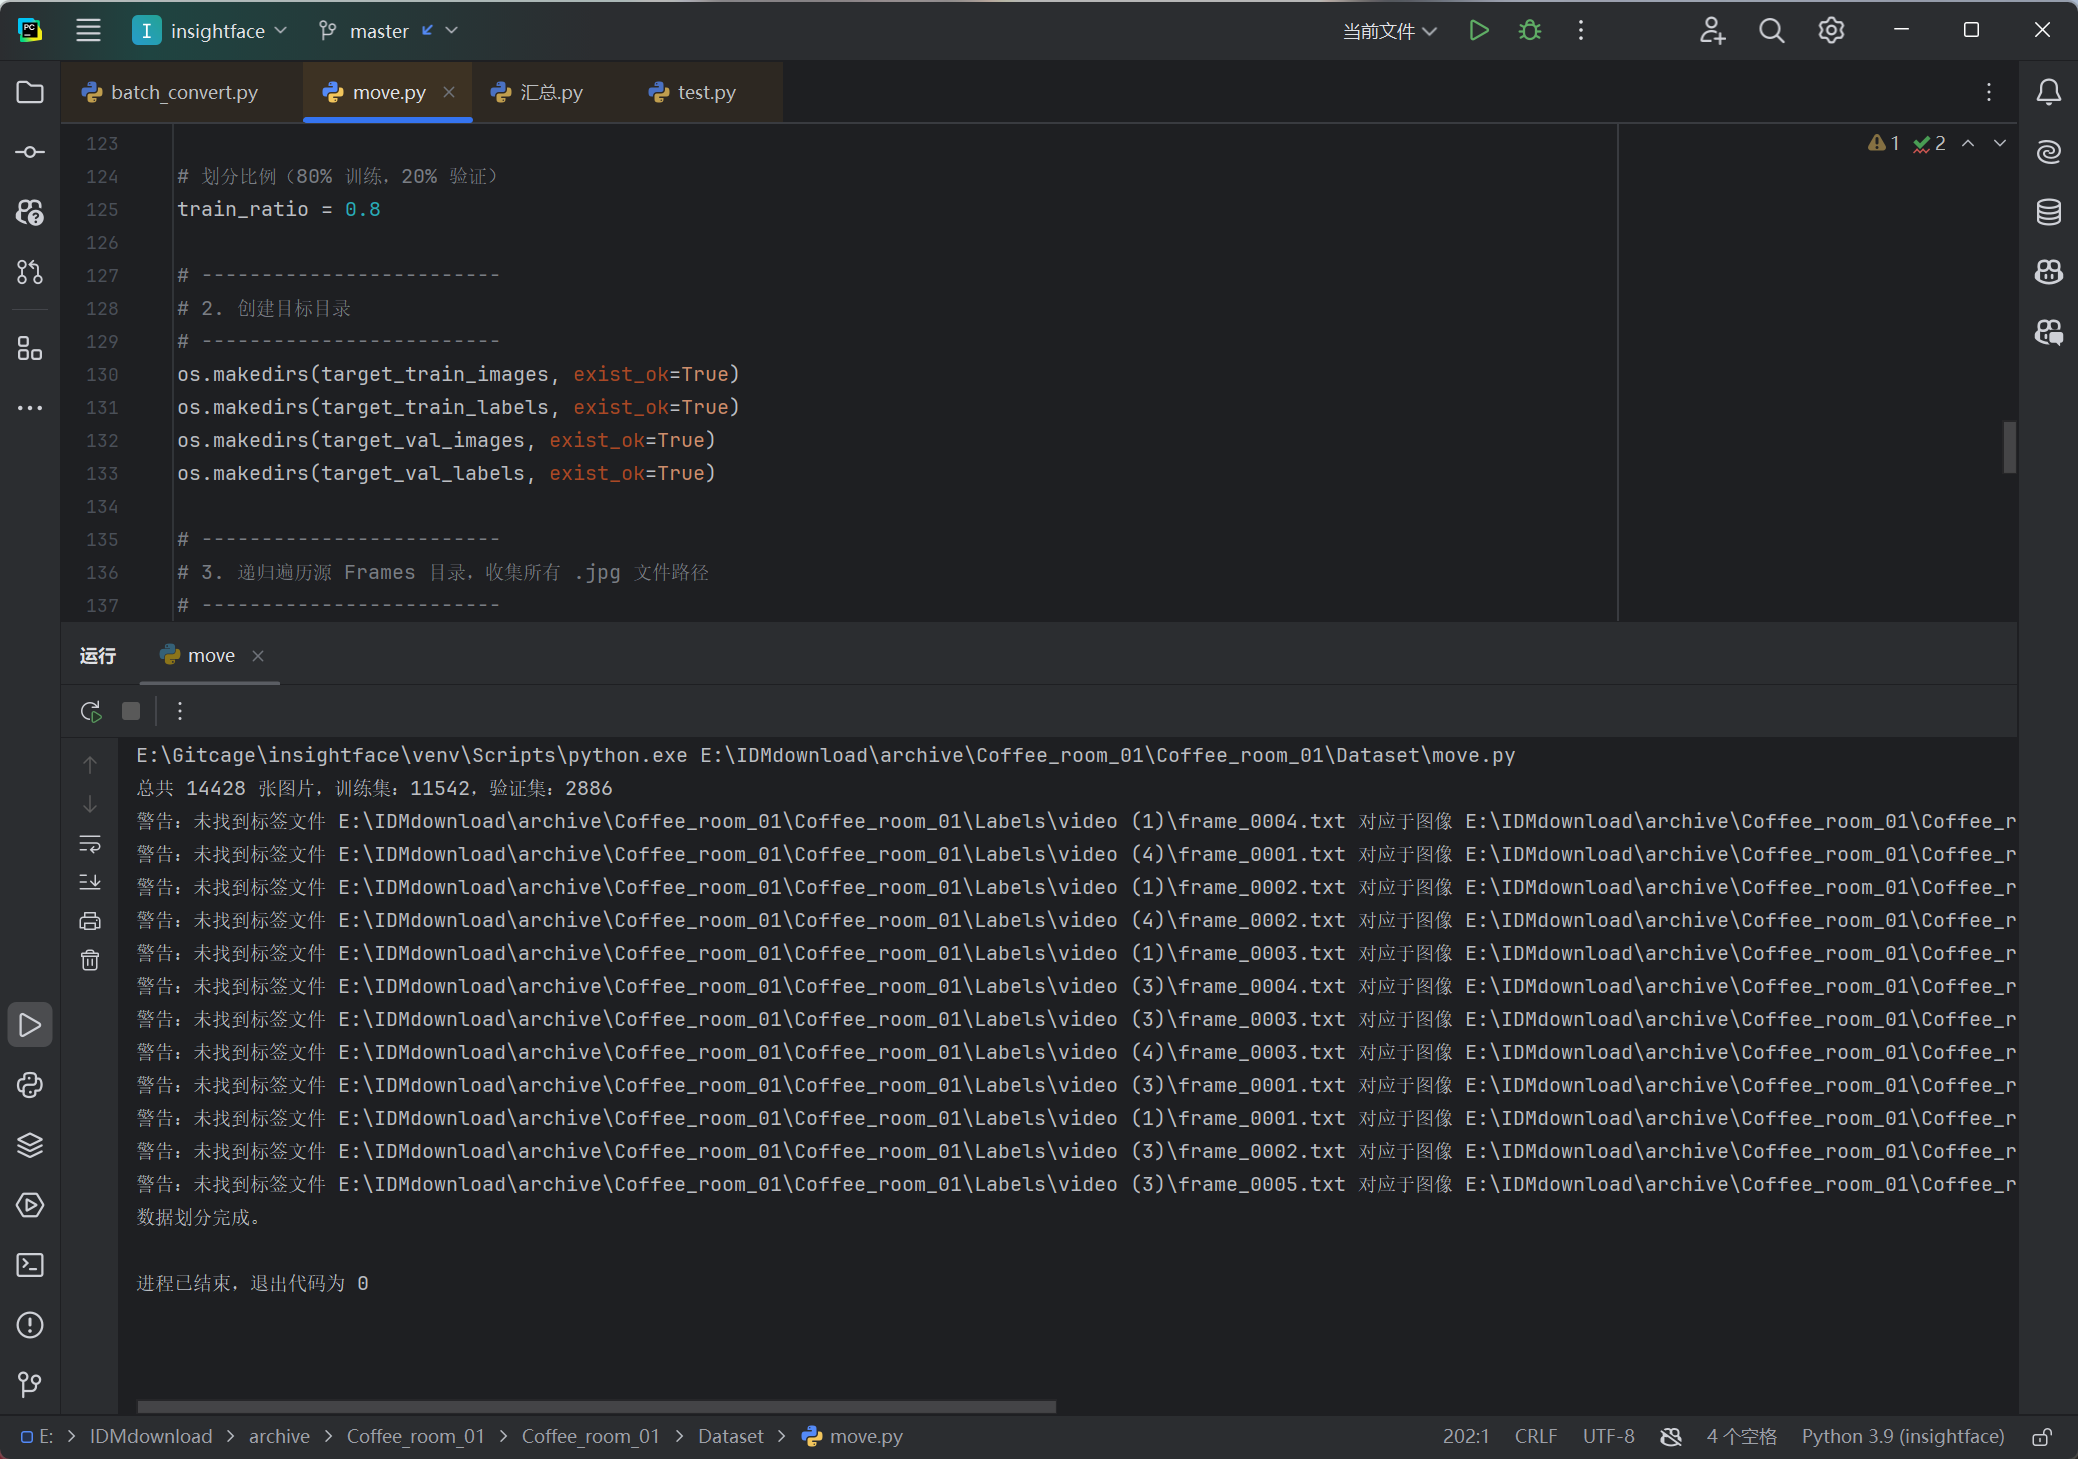 PC
I insightface master 当前文件
batch_convert.py move.py 汇总.py test.py
1 2
123
124 # 划分比例（80% 训练，20% 验证）
125 train_ratio = 0.8
126
127 # -------------------------
128 # 2. 创建目标目录
129 # -------------------------
130 os.makedirs(target_train_images, exist_ok=True)
131 os.makedirs(target_train_labels, exist_ok=True)
132 os.makedirs(target_val_images, exist_ok=True)
133 os.makedirs(target_val_labels, exist_ok=True)
134
135 # -------------------------
136 # 3. 递归遍历源 Frames 目录，收集所有 .jpg 文件路径
137 # -------------------------
运行 move
E:\Gitcage\insightface\venv\Scripts\python.exe E:\IDMdownload\archive\Coffee_room_01\Coffee_room_01\Dataset\move.py
总共 14428 张图片，训练集：11542，验证集：2886
警告：未找到标签文件 E:\IDMdownload\archive\Coffee_room_01\Coffee_room_01\Labels\video (1)\frame_0004.txt 对应于图像 E:\IDMdownload\archive\Coffee_room_01\Coffee_r
警告：未找到标签文件 E:\IDMdownload\archive\Coffee_room_01\Coffee_room_01\Labels\video (4)\frame_0001.txt 对应于图像 E:\IDMdownload\archive\Coffee_room_01\Coffee_r
警告：未找到标签文件 E:\IDMdownload\archive\Coffee_room_01\Coffee_room_01\Labels\video (1)\frame_0002.txt 对应于图像 E:\IDMdownload\archive\Coffee_room_01\Coffee_r
警告：未找到标签文件 E:\IDMdownload\archive\Coffee_room_01\Coffee_room_01\Labels\video (4)\frame_0002.txt 对应于图像 E:\IDMdownload\archive\Coffee_room_01\Coffee_r
警告：未找到标签文件 E:\IDMdownload\archive\Coffee_room_01\Coffee_room_01\Labels\video (1)\frame_0003.txt 对应于图像 E:\IDMdownload\archive\Coffee_room_01\Coffee_r
警告：未找到标签文件 E:\IDMdownload\archive\Coffee_room_01\Coffee_room_01\Labels\video (3)\frame_0004.txt 对应于图像 E:\IDMdownload\archive\Coffee_room_01\Coffee_r
警告：未找到标签文件 E:\IDMdownload\archive\Coffee_room_01\Coffee_room_01\Labels\video (3)\frame_0003.txt 对应于图像 E:\IDMdownload\archive\Coffee_room_01\Coffee_r
警告：未找到标签文件 E:\IDMdownload\archive\Coffee_room_01\Coffee_room_01\Labels\video (4)\frame_0003.txt 对应于图像 E:\IDMdownload\archive\Coffee_room_01\Coffee_r
警告：未找到标签文件 E:\IDMdownload\archive\Coffee_room_01\Coffee_room_01\Labels\video (3)\frame_0001.txt 对应于图像 E:\IDMdownload\archive\Coffee_room_01\Coffee_r
警告：未找到标签文件 E:\IDMdownload\archive\Coffee_room_01\Coffee_room_01\Labels\video (1)\frame_0001.txt 对应于图像 E:\IDMdownload\archive\Coffee_room_01\Coffee_r
警告：未找到标签文件 E:\IDMdownload\archive\Coffee_room_01\Coffee_room_01\Labels\video (3)\frame_0002.txt 对应于图像 E:\IDMdownload\archive\Coffee_room_01\Coffee_r
警告：未找到标签文件 E:\IDMdownload\archive\Coffee_room_01\Coffee_room_01\Labels\video (3)\frame_0005.txt 对应于图像 E:\IDMdownload\archive\Coffee_room_01\Coffee_r
数据划分完成。
进程已结束，退出代码为 0
E: > IDMdownload > archive > Coffee_room_01 > Coffee_room_01 > Dataset > move.py 202:1 CRLF UTF-8 4 个空格 Python 3.9 (insightface)